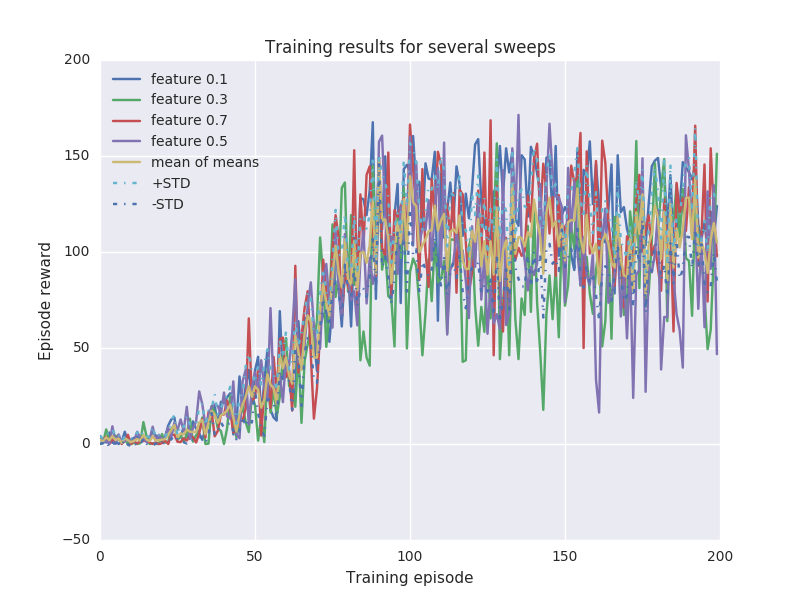 Training results for several sweeps
200
150
100
50
0
−50
feature 0.1
feature 0.3
feature 0.7
feature 0.5
mean of means
+STD
-STD
Episode reward
0
50
100
150
200
Training episode